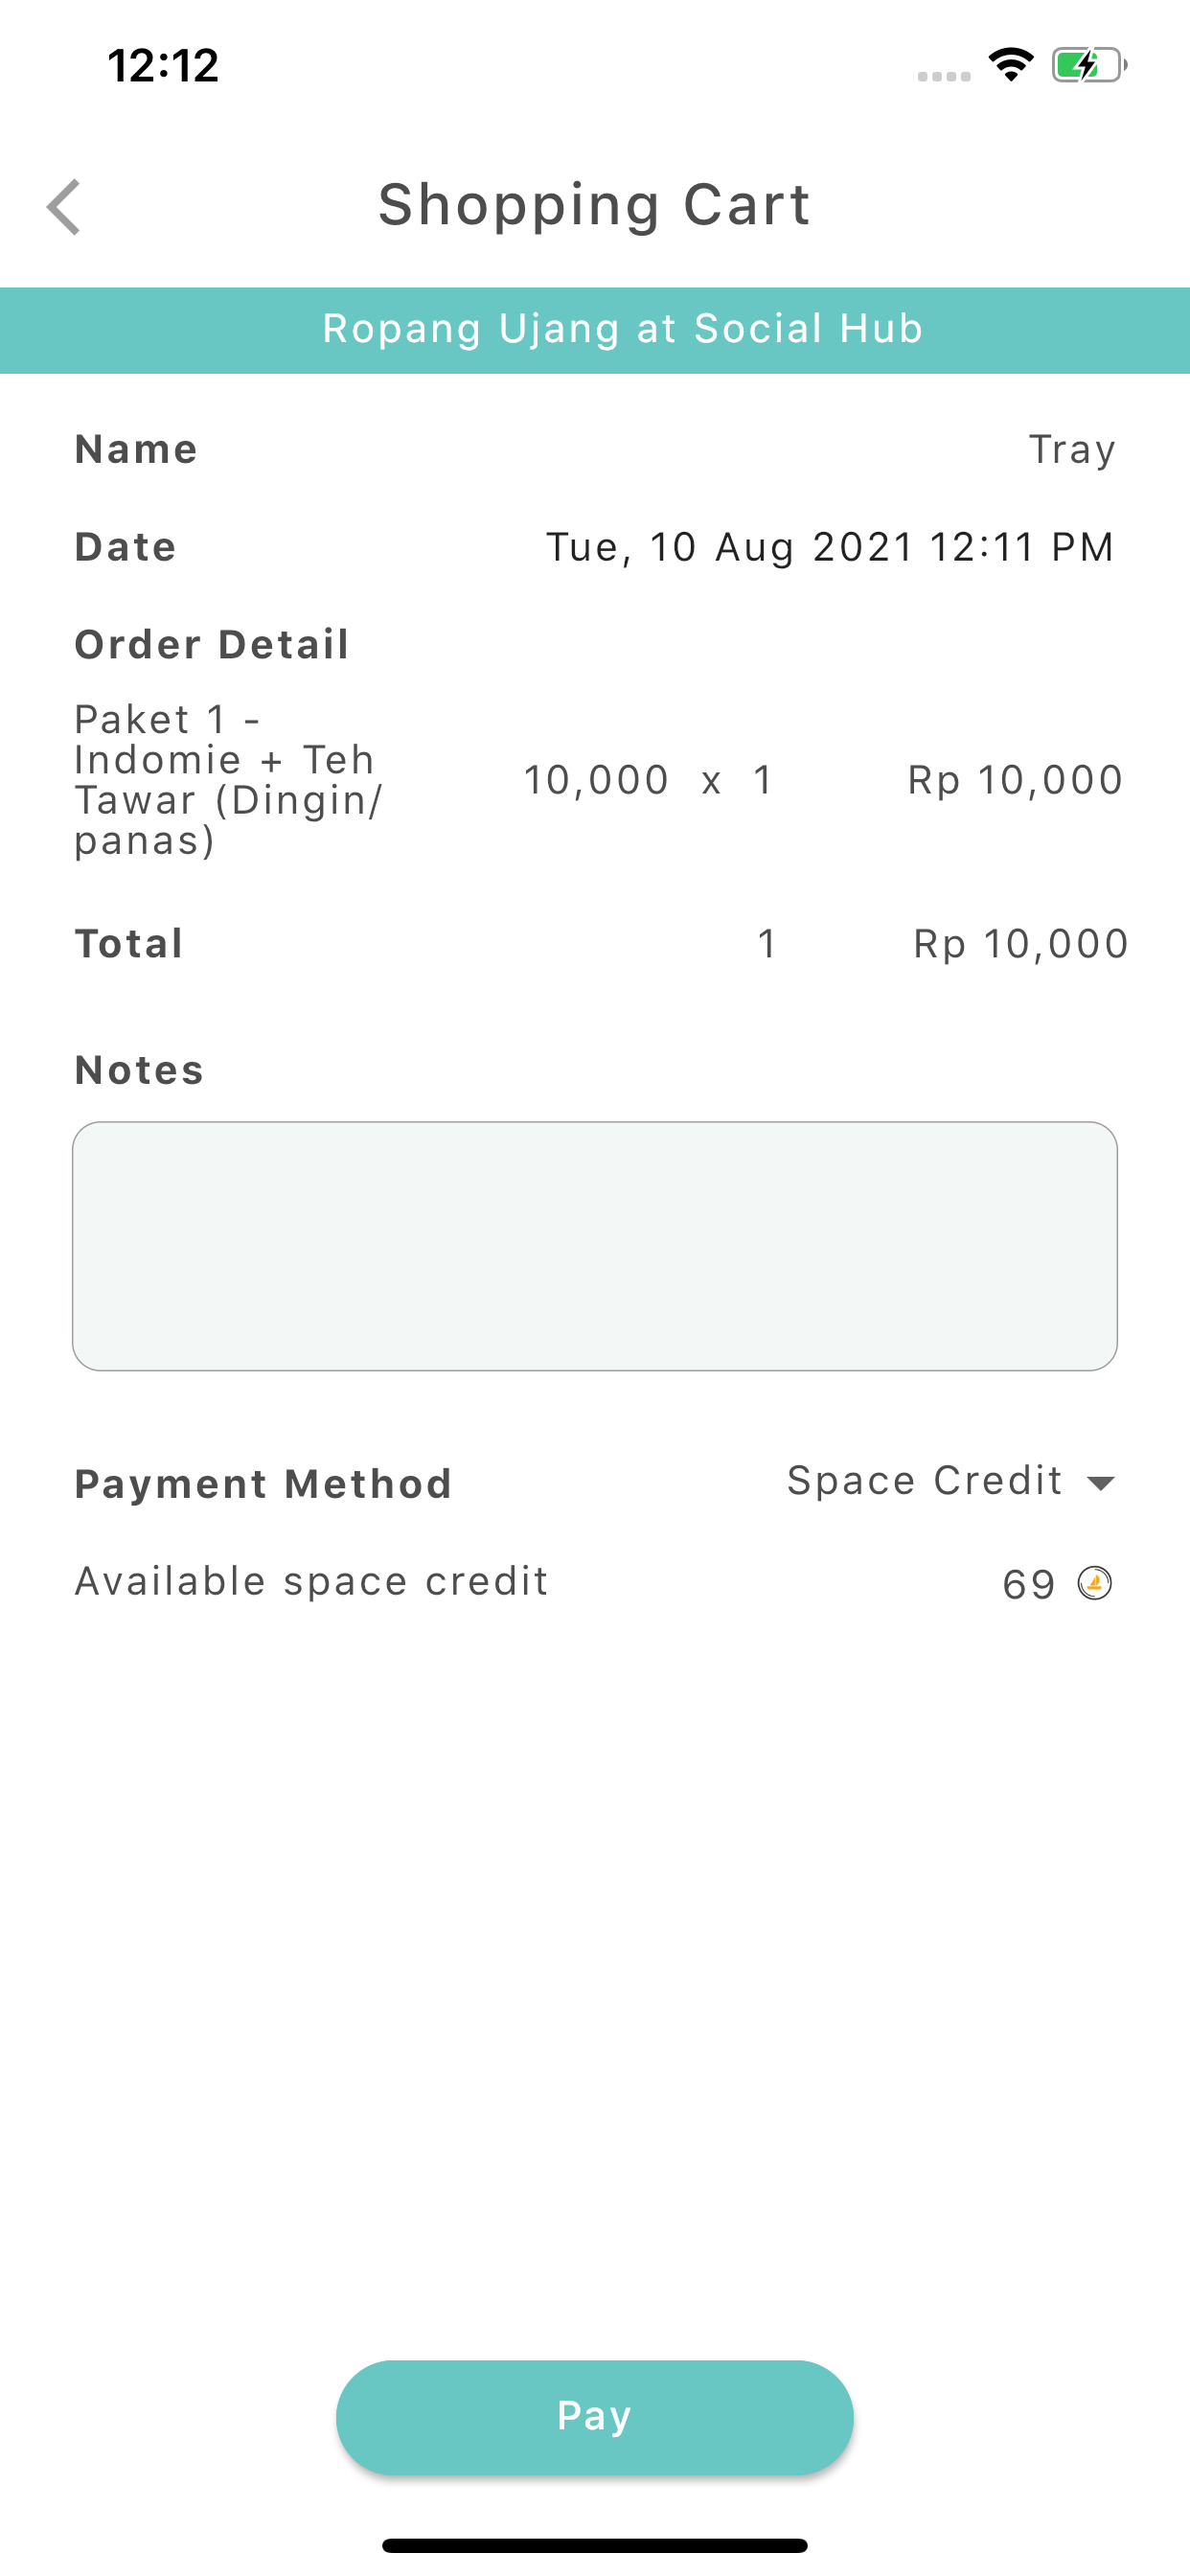 12:12
Shopping Cart
Ropang Ujang at Social Hub
Name Tray
Date Tue, 10 Aug 2021 12:11 PM
Order Detail
Paket 1 -
Indomie + Teh
Tawar (Dingin/
panas)
10,000 x 1 Rp 10,000
Total 1 Rp 10,000
Notes
Payment Method Space Credit
Available space credit 69
Pay